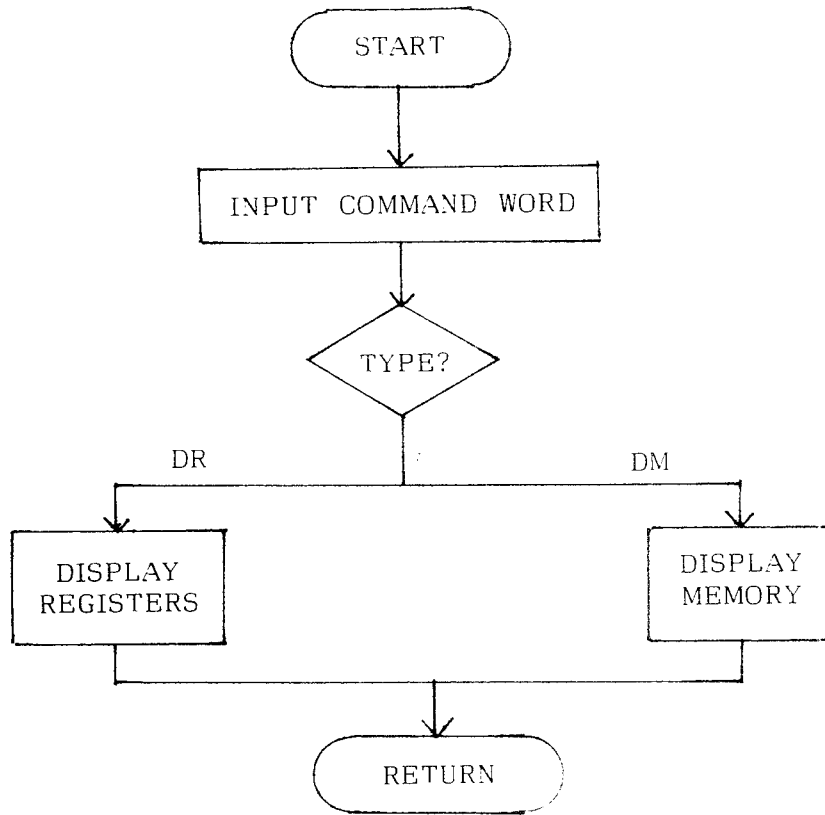 START
INPUT COMMAND WORD
TYPE?
DR
DM
DISPLAY
REGISTERS
DISPLAY
MEMORY
RETURN